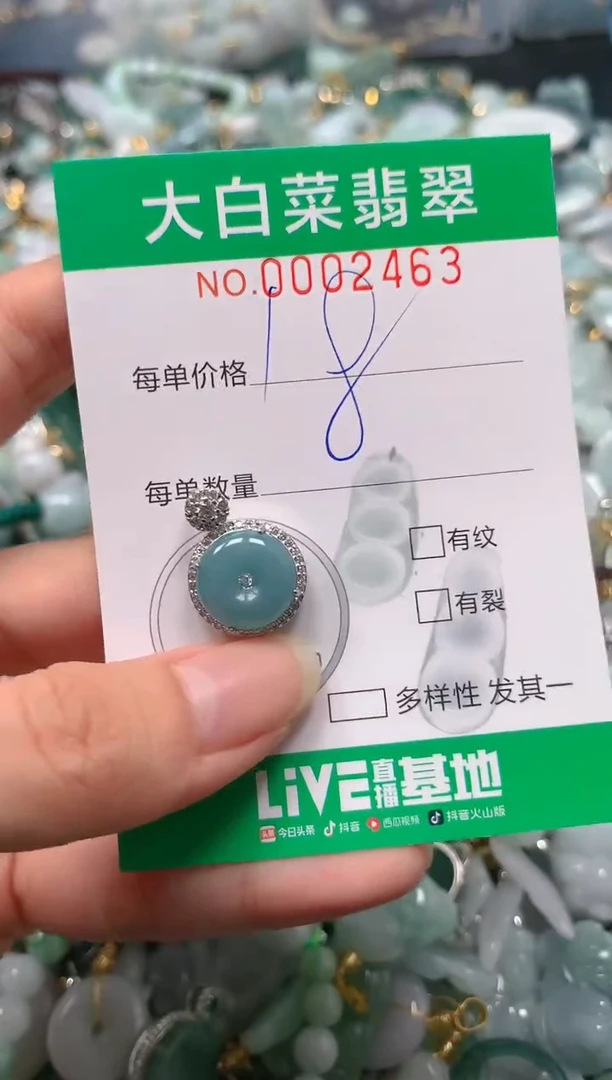 大白菜翡翠
NO.0002463
每单价格 18
每单数量
有纹
有裂
多样性 发其一
LiVE直播基地
头条 今日头条 抖音 西瓜视频 抖音火山版